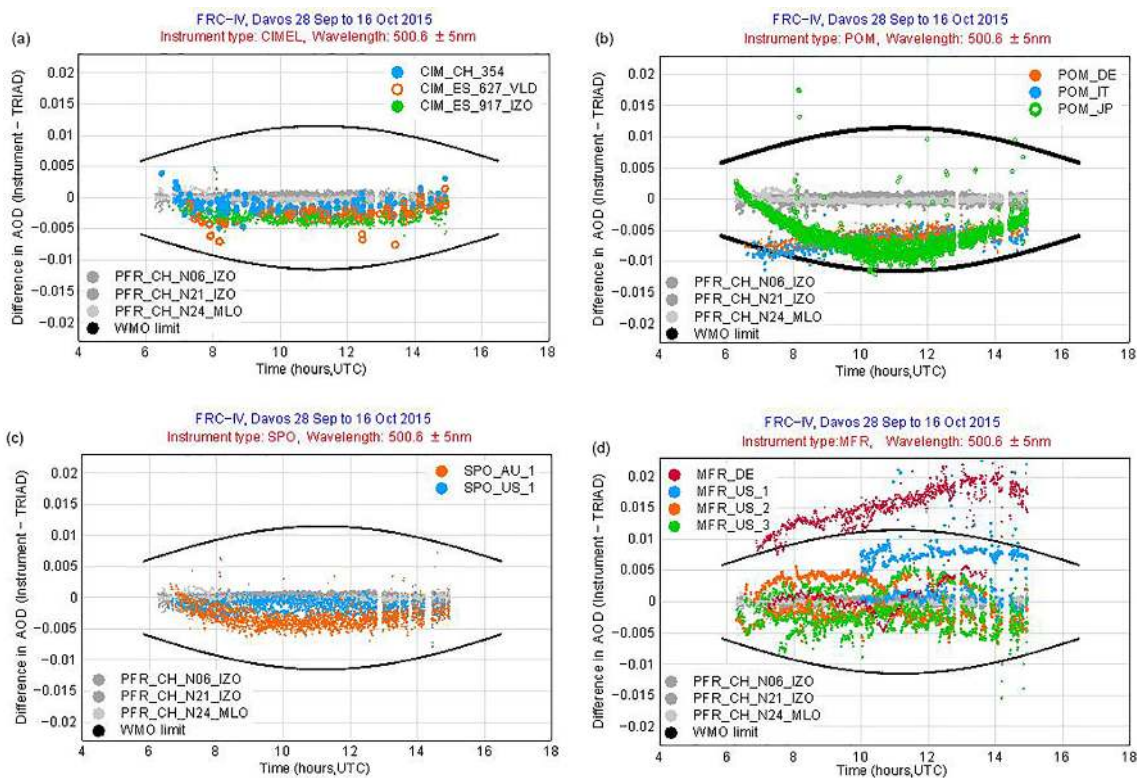 (a)
FRC-IV, Davos 28 Sep to 16 Oct 2015
Instrument type: CIMEL, Wavelength: 500.6 ± 5nm
Difference in AOD (Instrument - TRIAD)
0.02
0.015
0.01
0.005
0
-0.005
-0.01
-0.015
-0.02
CIM_CH_354
CIM_ES_627_VLD
CIM_ES_917_IZO
PFR_CH_N06_IZO
PFR_CH_N21_IZO
PFR_CH_N24_MLO
WMO limit
4 6 8 10 12 14 16 18
Time (hours,UTC)
(b)
FRC-IV, Davos 28 Sep to 16 Oct 2015
Instrument type: POM, Wavelength: 500.6 ± 5nm
Difference in AOD (Instrument - TRIAD)
0.02
0.015
0.01
0.005
0
-0.005
-0.01
-0.015
-0.02
POM_DE
POM_IT
POM_JP
PFR_CH_N06_IZO
PFR_CH_N21_IZO
PFR_CH_N24_MLO
WMO limit
4 6 8 10 12 14 16 18
Time (hours,UTC)
(c)
FRC-IV, Davos 28 Sep to 16 Oct 2015
Instrument type: SPO, Wavelength: 500.6 ± 5nm
Difference in AOD (Instrument - TRIAD)
0.02
0.015
0.01
0.005
0
-0.005
-0.01
-0.015
-0.02
SPO_AU_1
SPO_US_1
PFR_CH_N06_IZO
PFR_CH_N21_IZO
PFR_CH_N24_MLO
WMO limit
4 6 8 10 12 14 16 18
Time (hours,UTC)
(d)
FRC-IV, Davos 28 Sep to 16 Oct 2015
Instrument type:MFR, Wavelength: 500.6 ± 5nm
Difference in AOD (Instrument - TRIAD)
0.02
0.015
0.01
0.005
0
-0.005
-0.01
-0.015
-0.02
MFR_DE
MFR_US_1
MFR_US_2
MFR_US_3
PFR_CH_N06_IZO
PFR_CH_N21_IZO
PFR_CH_N24_MLO
WMO limit
4 6 8 10 12 14 16 18
Time (hours,UTC)